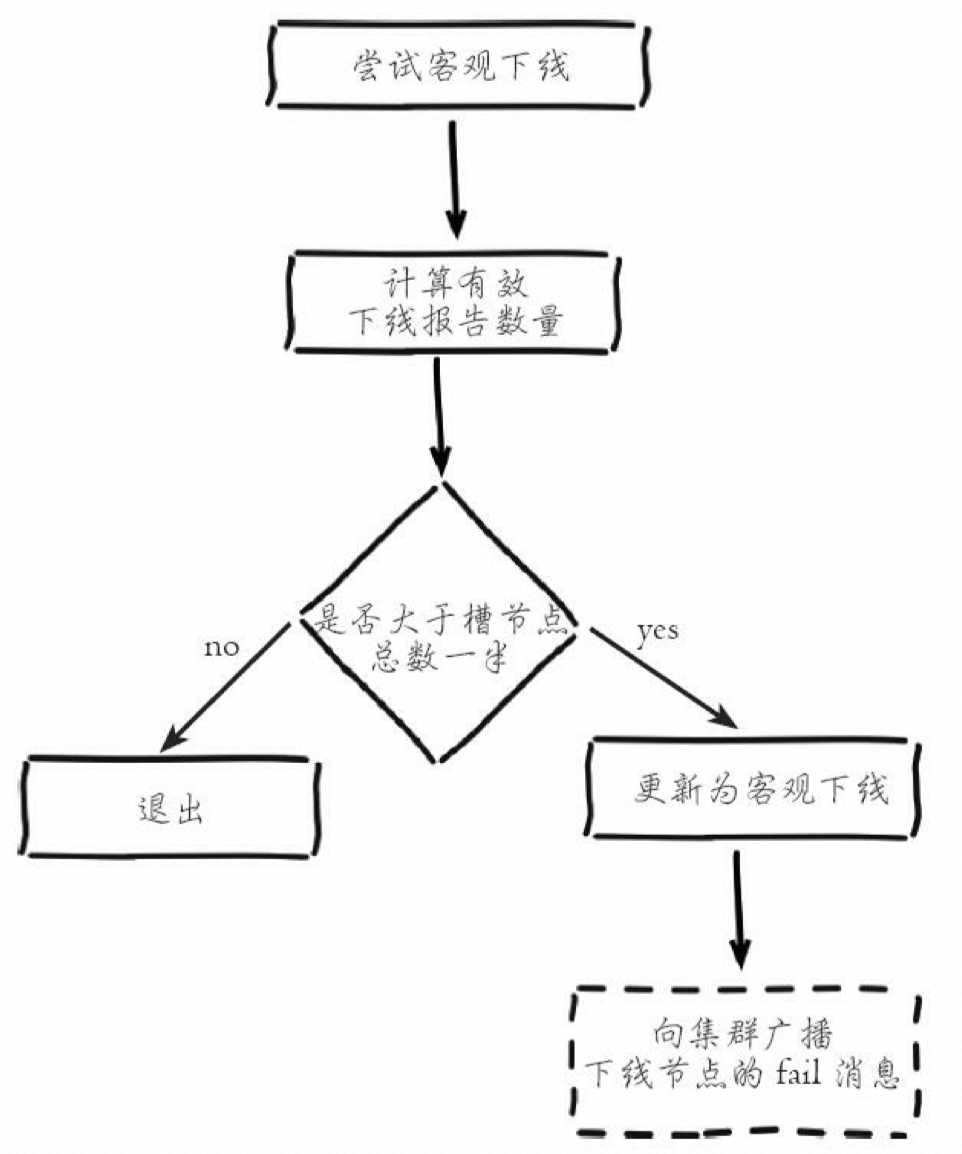 尝试客观下线
计算有效
下线报告数量
是否大于槽节点
总数一半
no
yes
更新为客观下线
退出
向集群广播
下线节点的 fail 消息